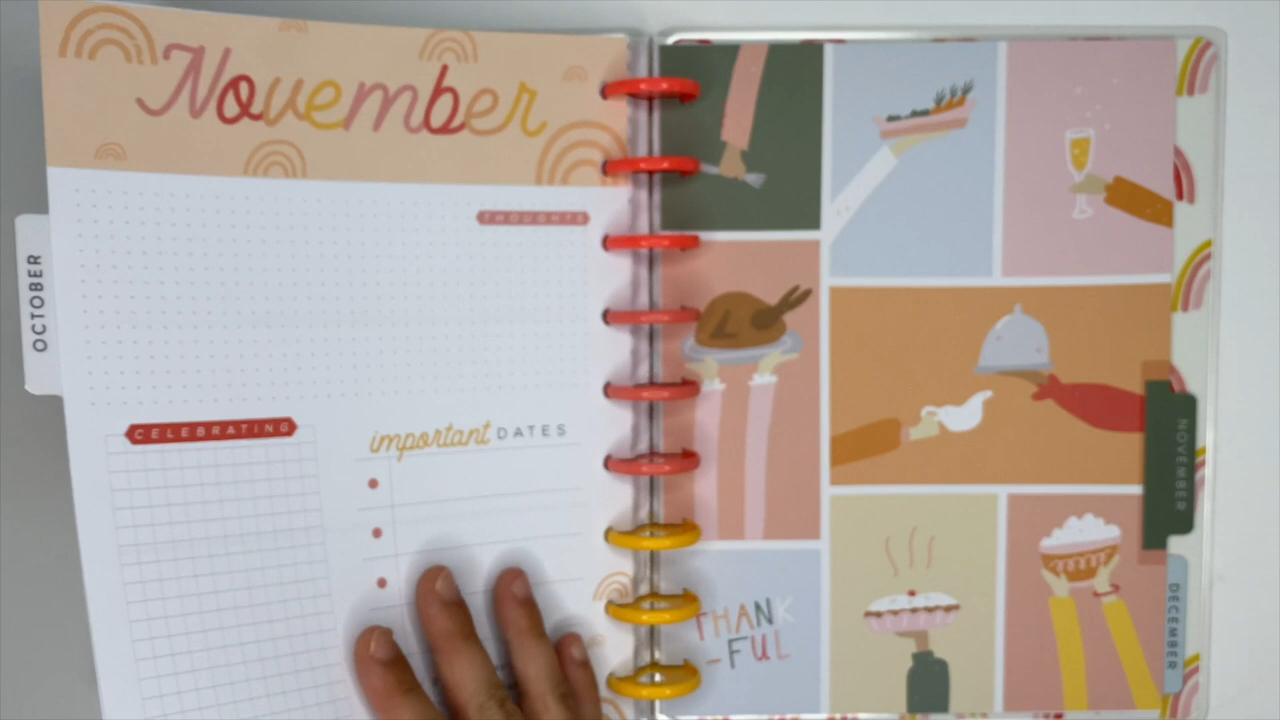 November
THOUGHTS
OCTOBER
CELEBRATING
important DATES
THANK
-FUL
NOVEMBER
DECEMBER